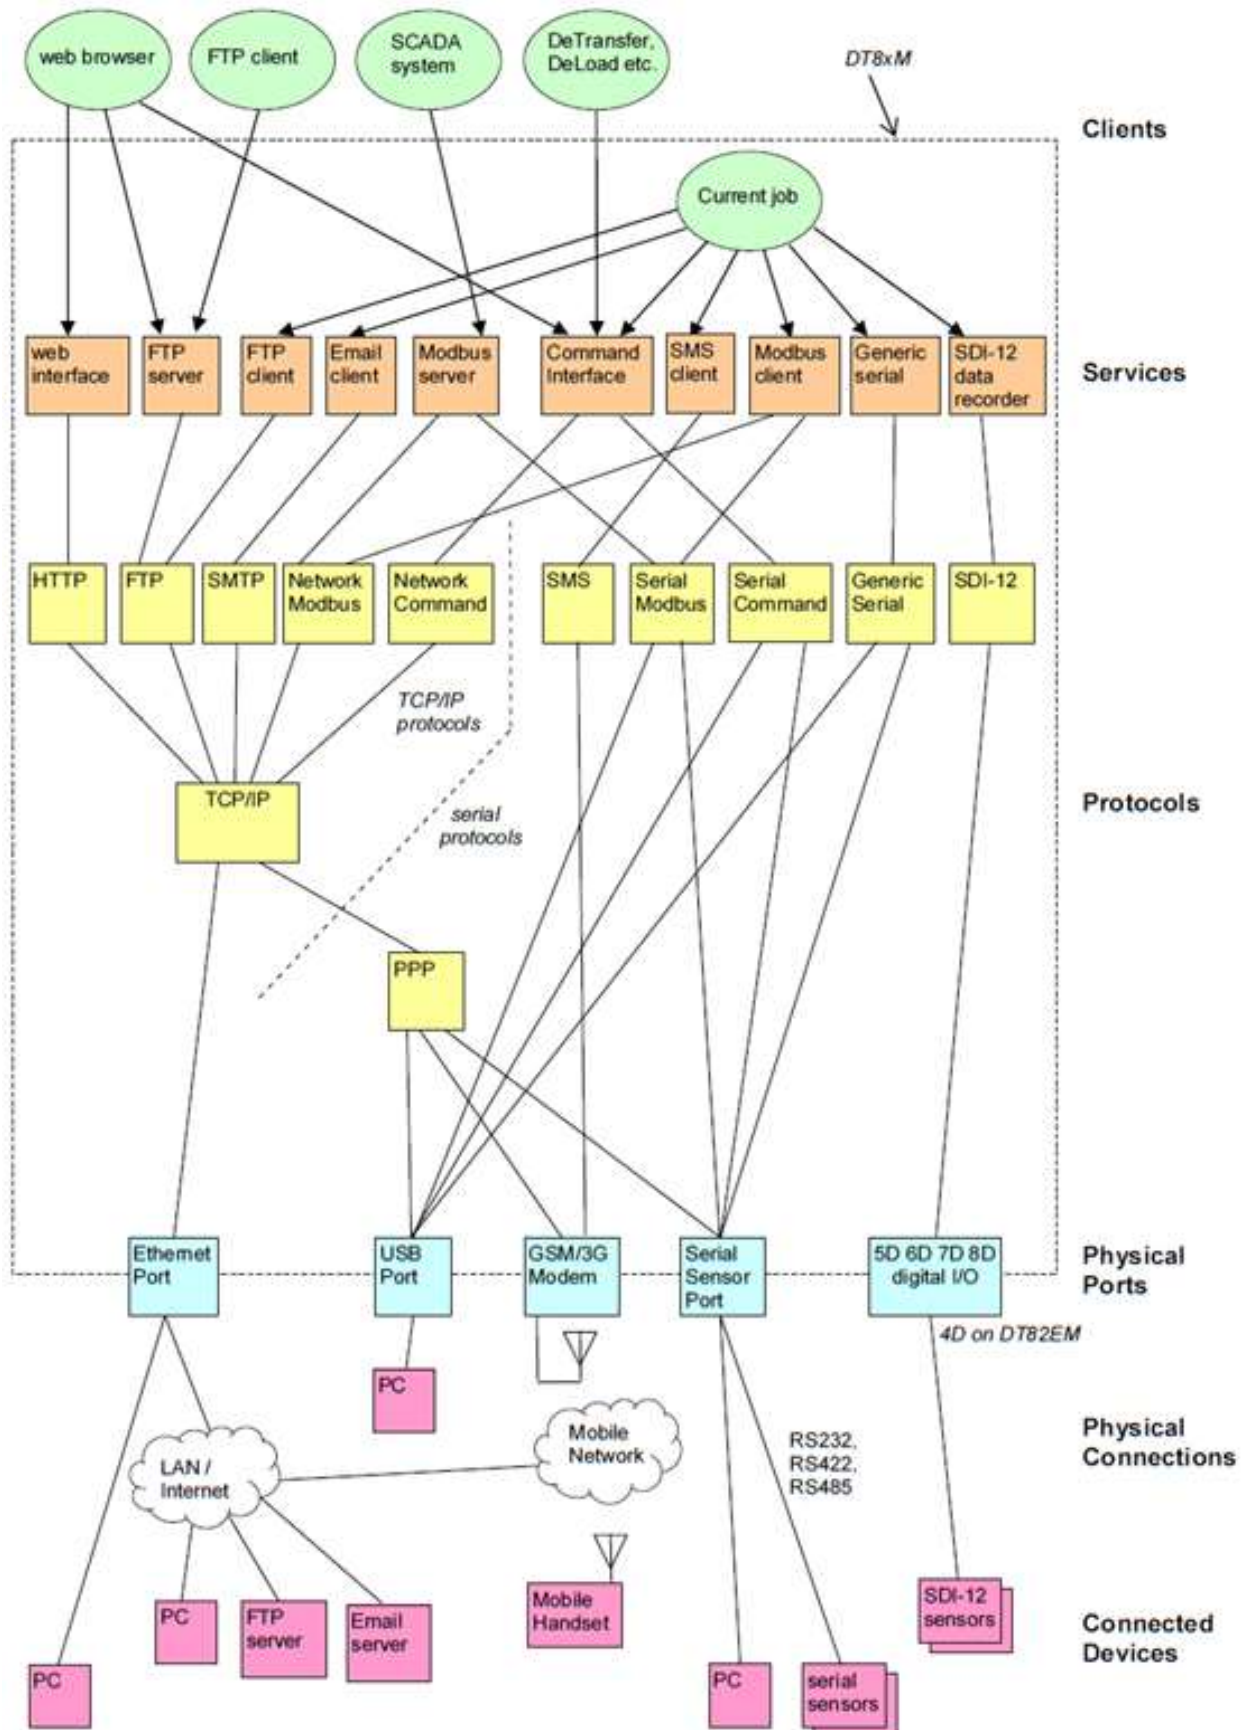 web browser
FTP client
SCADA
system
DeTransfer,
DeLoad etc.
DT8xM
Clients
Current job
web
interface
FTP
server
FTP
client
Email
client
Modbus
server
Command
Interface
SMS
client
Modbus
client
Generic
serial
SDI-12
data
recorder
Services
HTTP
FTP
SMTP
Network
Modbus
Network
Command
SMS
Serial
Modbus
Serial
Command
Generic
Serial
SDI-12
TCP/IP
protocols
TCP/IP
serial
protocols
Protocols
PPP
Ethernet
Port
USB
Port
GSM/3G
Modem
Serial
Sensor
Port
5D 6D 7D 8D
digital I/O
Physical
Ports
4D on DT82EM
PC
Mobile
Network
LAN /
Internet
RS232,
RS422,
RS485
Physical
Connections
PC
FTP
server
Email
server
Mobile
Handset
SDI-12
sensors
Connected
Devices
PC
PC
serial
sensors